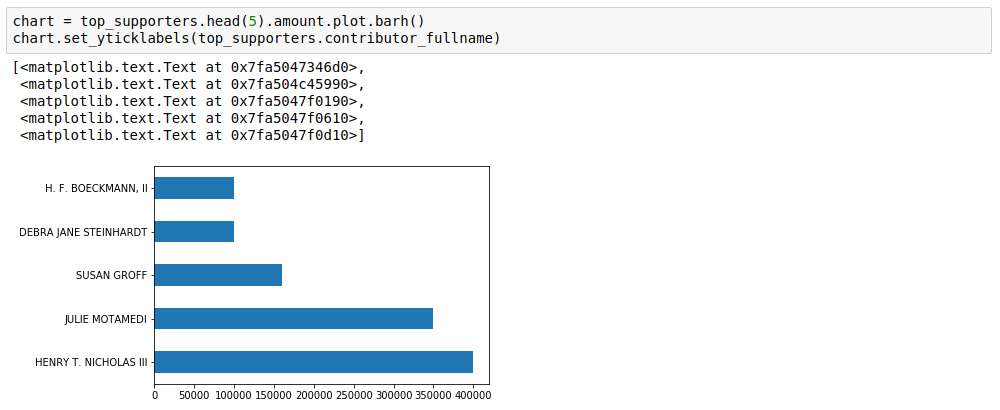 chart = top_supporters.head(5).amount.plot.barh()
chart.set_yticklabels(top_supporters.contributor_fullname)
[<matplotlib.text.Text at 0x7fa5047346d0>,
<matplotlib.text.Text at 0x7fa504c45990>,
<matplotlib.text.Text at 0x7fa5047f0190>,
<matplotlib.text.Text at 0x7fa5047f0610>,
<matplotlib.text.Text at 0x7fa5047f0d10>]
H. F. BOECKMANN, II
DEBRA JANE STEINHARDT
SUSAN GROFF
JULIE MOTAMEDI
HENRY T. NICHOLAS III
0 50000 100000 150000 200000 250000 300000 350000 400000